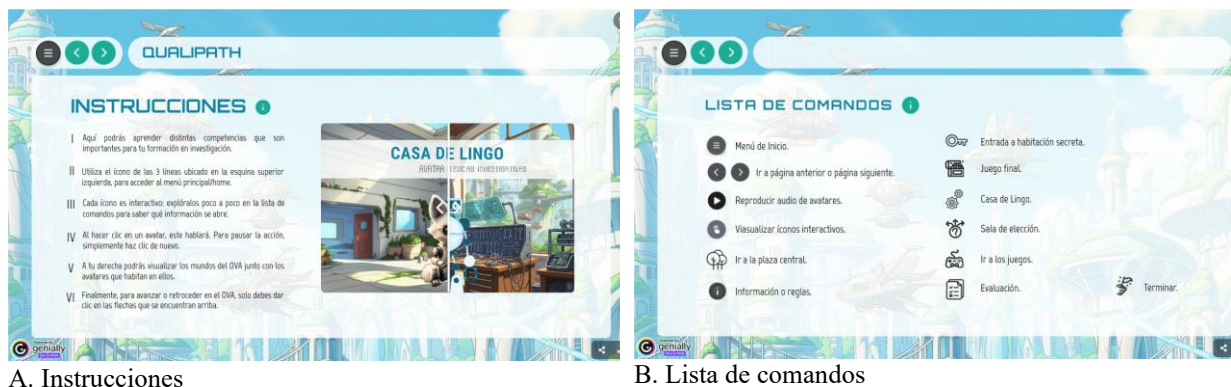 QUALIPATH
INSTRUCCIONES
I Aquí podrás aprender distintas competencias que son
importantes para tu formación en investigación.
II Utiliza el ícono de las 3 líneas ubicado en la esquina superior
izquierda, para acceder al menú principal/home.
III Cada ícono es interactivo: explóralos poco a poco en la lista de
comandos para saber qué información se abre.
IV Al hacer clic en un avatar, este hablará. Para pausar la acción,
simplemente haz clic de nuevo.
V A tu derecha podrás visualizar los mundos del OVA junto con los
avatares que habitan en ellos.
VI Finalmente, para avanzar o retroceder en el OVA, solo debes dar
clic en las flechas que se encuentran arriba.
CASA DE LINGO
genially
A. Instrucciones
LISTA DE COMANDOS
Menú de Inicio.
Ir a página anterior o página siguiente.
Reproducir audio de avatares.
Viasualizar íconos interactivos.
Ir a la plaza central.
Información o reglas.
Entrada a habitación secreta.
Juego final.
Casa de Lingo.
Sala de elección.
Ir a los juegos.
Evaluación.
Terminar.
genially
B. Lista de comandos